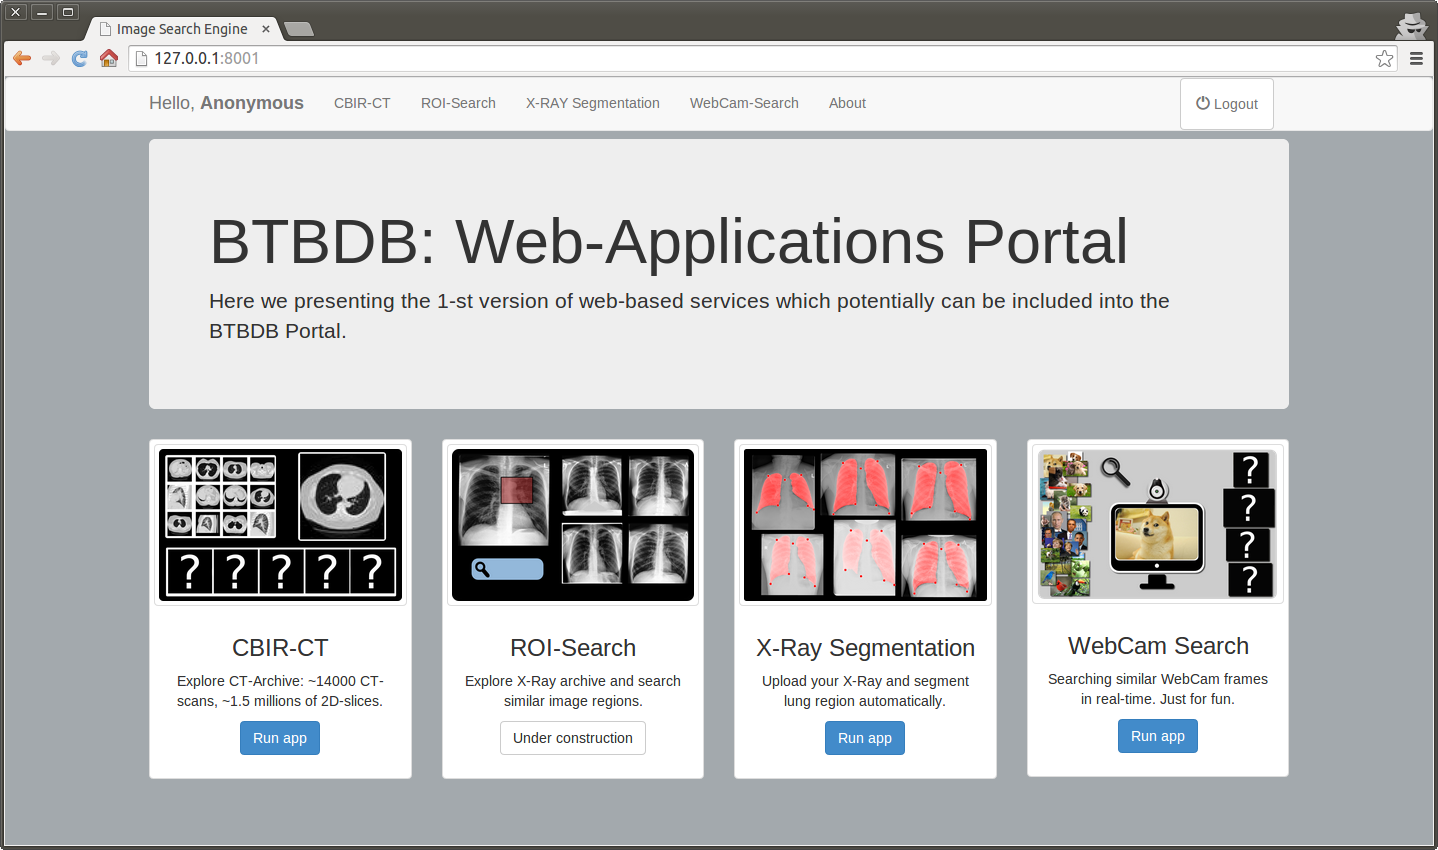 Image Search Engine
127.0.0.1:8001
Hello, Anonymous CBIR-CT ROI-Search X-RAY Segmentation WebCam-Search About Logout
BTBDB: Web-Applications Portal
Here we presenting the 1-st version of web-based services which potentially can be included into the
BTBDB Portal.
? ? ? ? ?
CBIR-CT
Explore CT-Archive: ~14000 CT-
scans, ~1.5 millions of 2D-slices.
Run app
ROI-Search
Explore X-Ray archive and search
similar image regions.
Under construction
X-Ray Segmentation
Upload your X-Ray and segment
lung region automatically.
Run app
?
?
?
?
WebCam Search
Searching similar WebCam frames
in real-time. Just for fun.
Run app